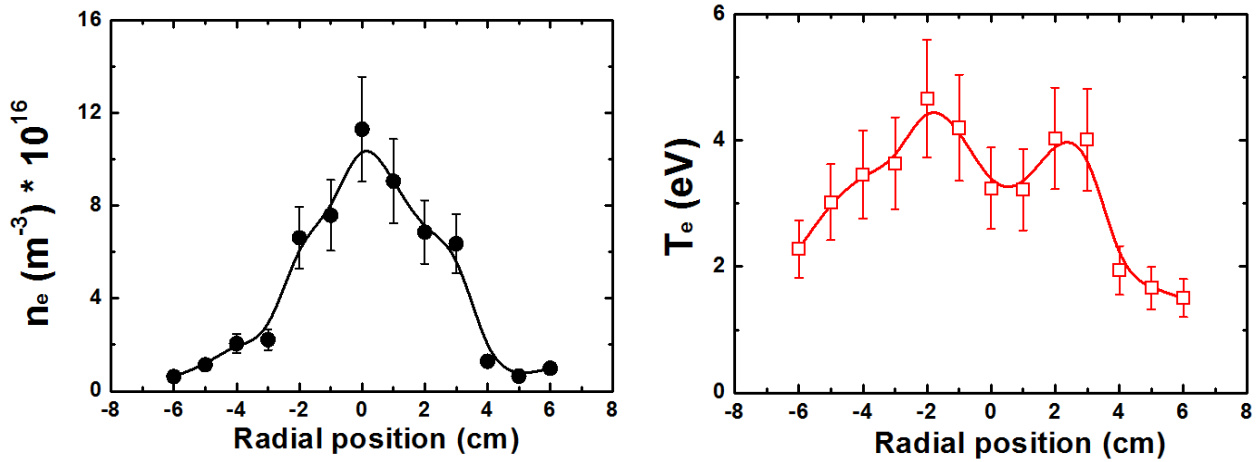 16
12
8
4
0
-8 -6 -4 -2 0 2 4 6 8
Radial position (cm)
nₑ (m⁻³) * 10¹⁶
6
4
2
0
-8 -6 -4 -2 0 2 4 6 8
Radial position (cm)
Tₑ (eV)